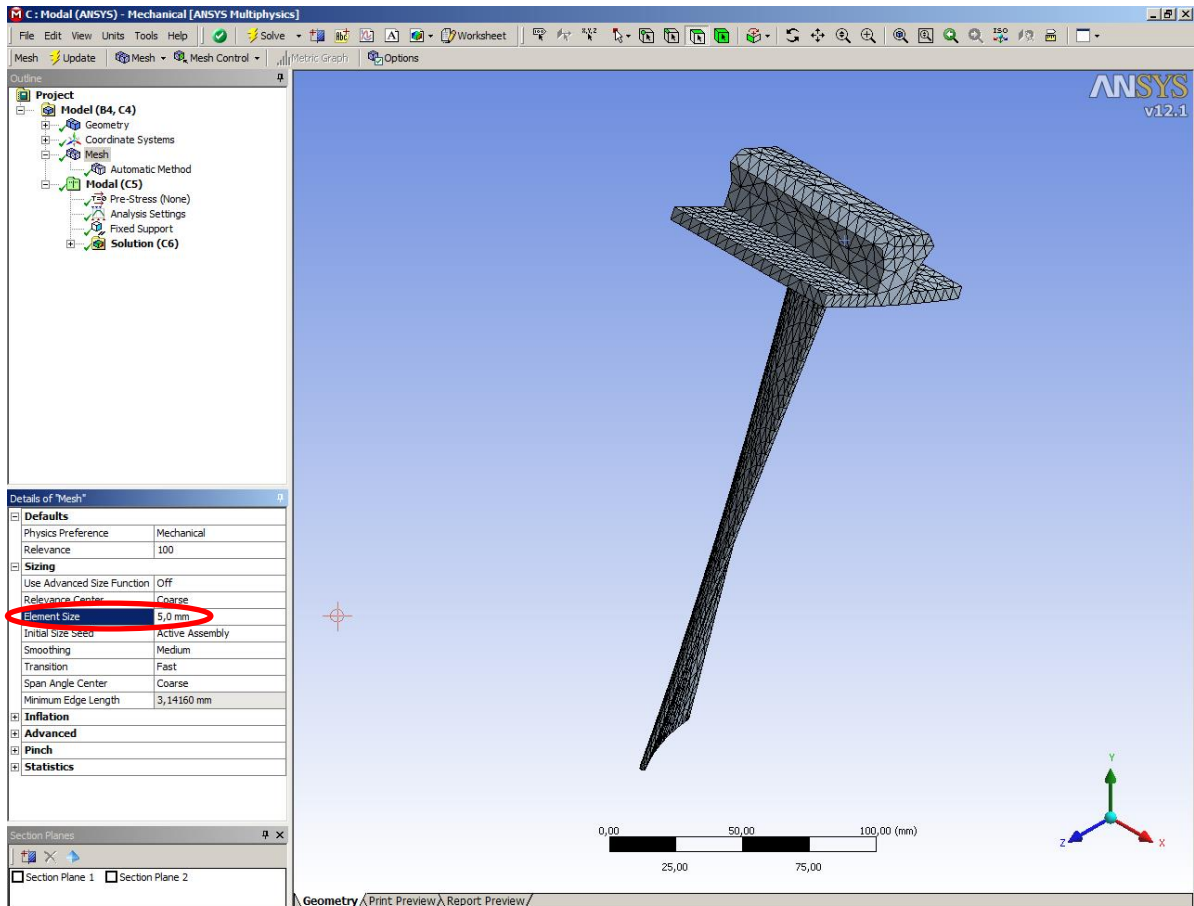 C : Modal (ANSYS) - Mechanical [ANSYS Multiphysics]
File Edit View Units Tools Help Solve Worksheet
Mesh Update Mesh Mesh Control Metric Graph Options
Outline
Project
Model (B4, C4)
Geometry
Coordinate Systems
Mesh
Automatic Method
Modal (C5)
Pre-Stress (None)
Analysis Settings
Fixed Support
Solution (C6)
ANSYS
v12.1
Details of "Mesh"
Defaults
Physics Preference Mechanical
Relevance 100
Sizing
Use Advanced Size Function Off
Relevance Center Coarse
Element Size 5,0 mm
Initial Size Seed Active Assembly
Smoothing Medium
Transition Fast
Span Angle Center Coarse
Minimum Edge Length 3,14160 mm
Inflation
Advanced
Pinch
Statistics
Section Planes
Section Plane 1 Section Plane 2
0,00 50,00 100,00 (mm)
25,00 75,00
Y
Z X
Geometry Print Preview Report Preview